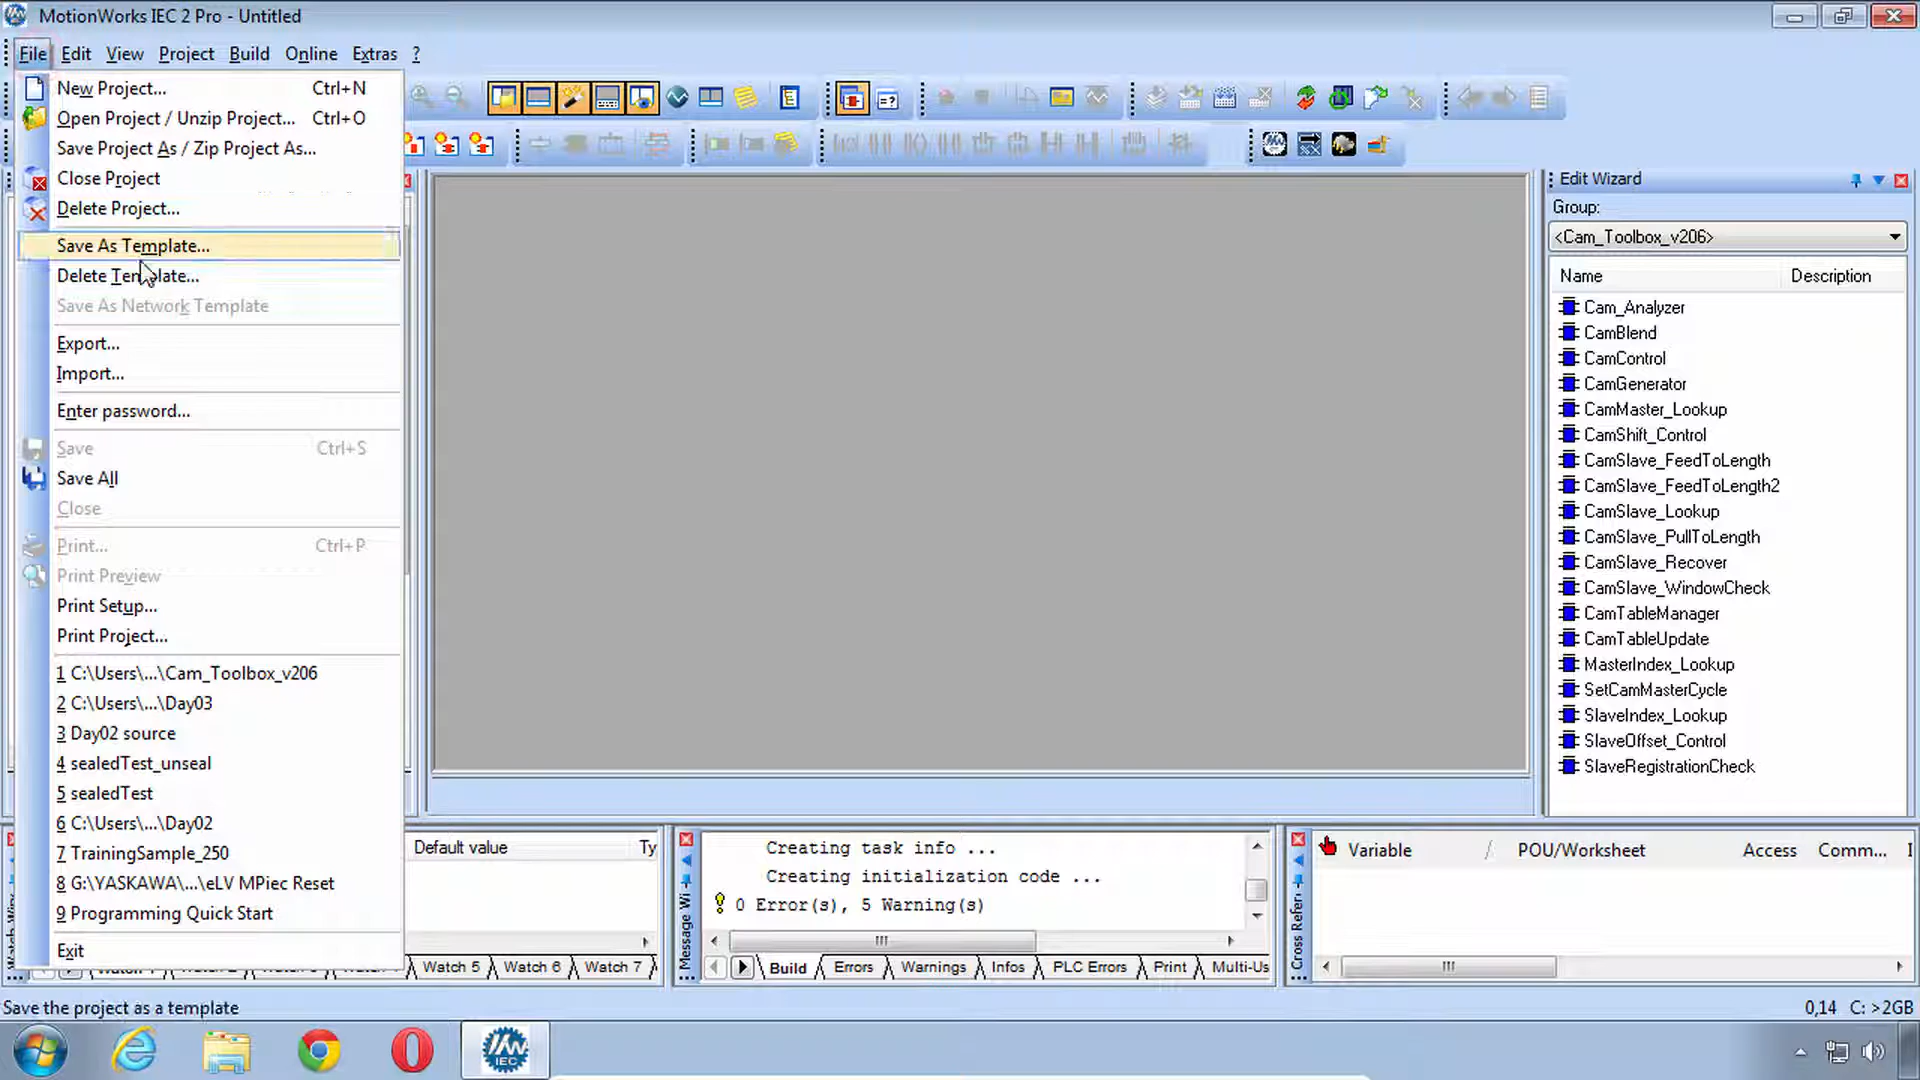 MotionWorks IEC 2 Pro - Untitled
File Edit View Project Build Online Extras ?
New Project... Ctrl+N
Open Project / Unzip Project... Ctrl+O
Save Project As / Zip Project As...
Close Project
Delete Project...
Save As Template...
Delete Template...
Save As Network Template
Export...
Import...
Enter password...
Save Ctrl+S
Save All
Close
Print... Ctrl+P
Print Preview
Print Setup...
Print Project...
1 C:\Users\...\Cam_Toolbox_v206
2 C:\Users\...\Day03
3 Day02 source
4 sealedTest_unseal
5 sealedTest
6 C:\Users\...\Day02
7 TrainingSample_250
8 G:\YASKAWA\...\eLV MPiec Reset
9 Programming Quick Start
Exit
Edit Wizard
Group:
<Cam_Toolbox_v206>
Name Description
Cam_Analyzer
CamBlend
CamControl
CamGenerator
CamMaster_Lookup
CamShift_Control
CamSlave_FeedToLength
CamSlave_FeedToLength2
CamSlave_Lookup
CamSlave_PullToLength
CamSlave_Recover
CamSlave_WindowCheck
CamTableManager
CamTableUpdate
MasterIndex_Lookup
SetCamMasterCycle
SlaveIndex_Lookup
SlaveOffset_Control
SlaveRegistrationCheck
Default value Ty
Watch 5 Watch 6 Watch 7
Message Wi
Creating task info ...
Creating initialization code ...
0 Error(s), 5 Warning(s)
Build Errors Warnings Infos PLC Errors Print Multi-Us
Cross Refer
Variable / POU/Worksheet Access Comm... I
Save the project as a template
0,14 C: >2GB
IEC